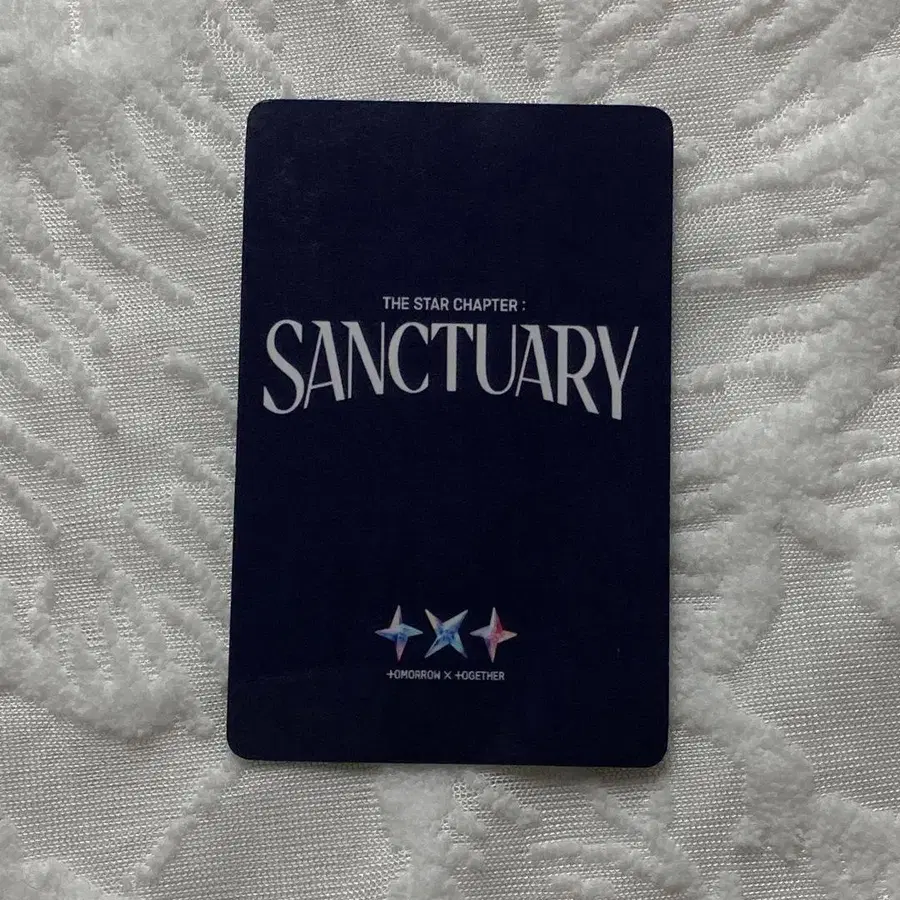 THE STAR CHAPTER :
SANCTUARY
TOMORROW X TOGETHER